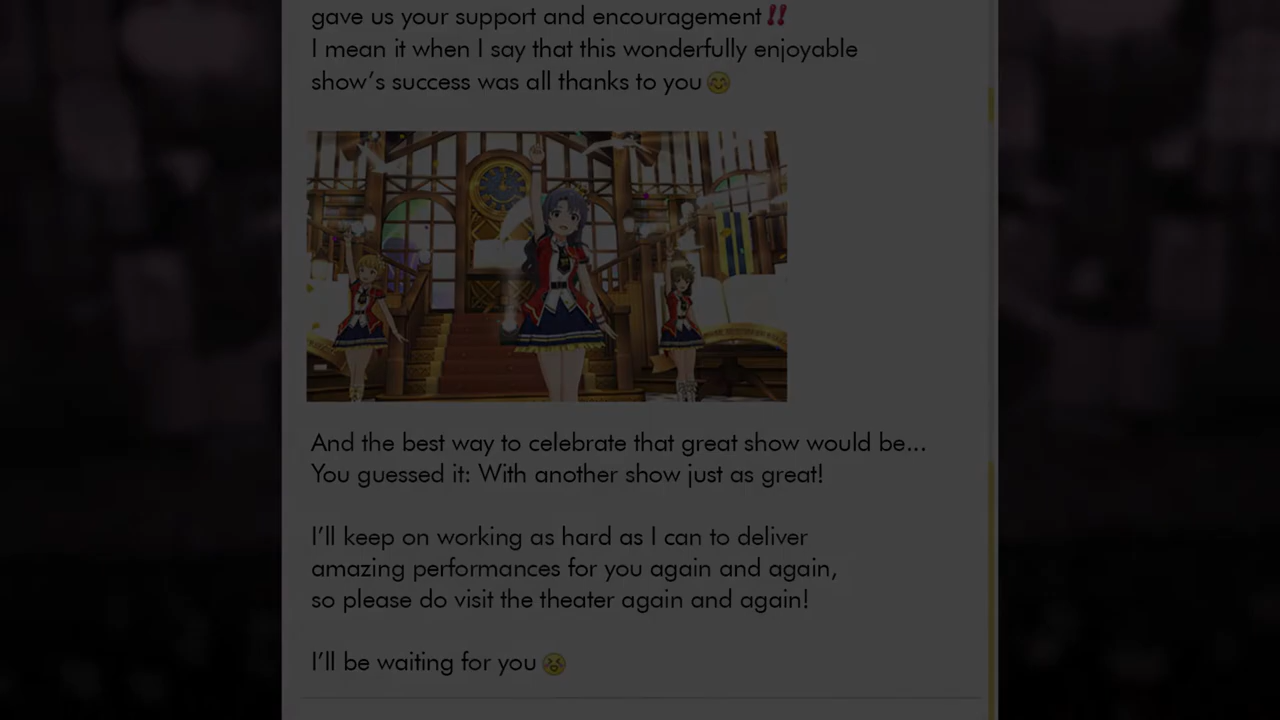 gave us your support and encouragement‼
I mean it when I say that this wonderfully enjoyable
show's success was all thanks to you😊
And the best way to celebrate that great show would be...
You guessed it: With another show just as great!
I'll keep on working as hard as I can to deliver
amazing performances for you again and again,
so please do visit the theater again and again!
I'll be waiting for you😆